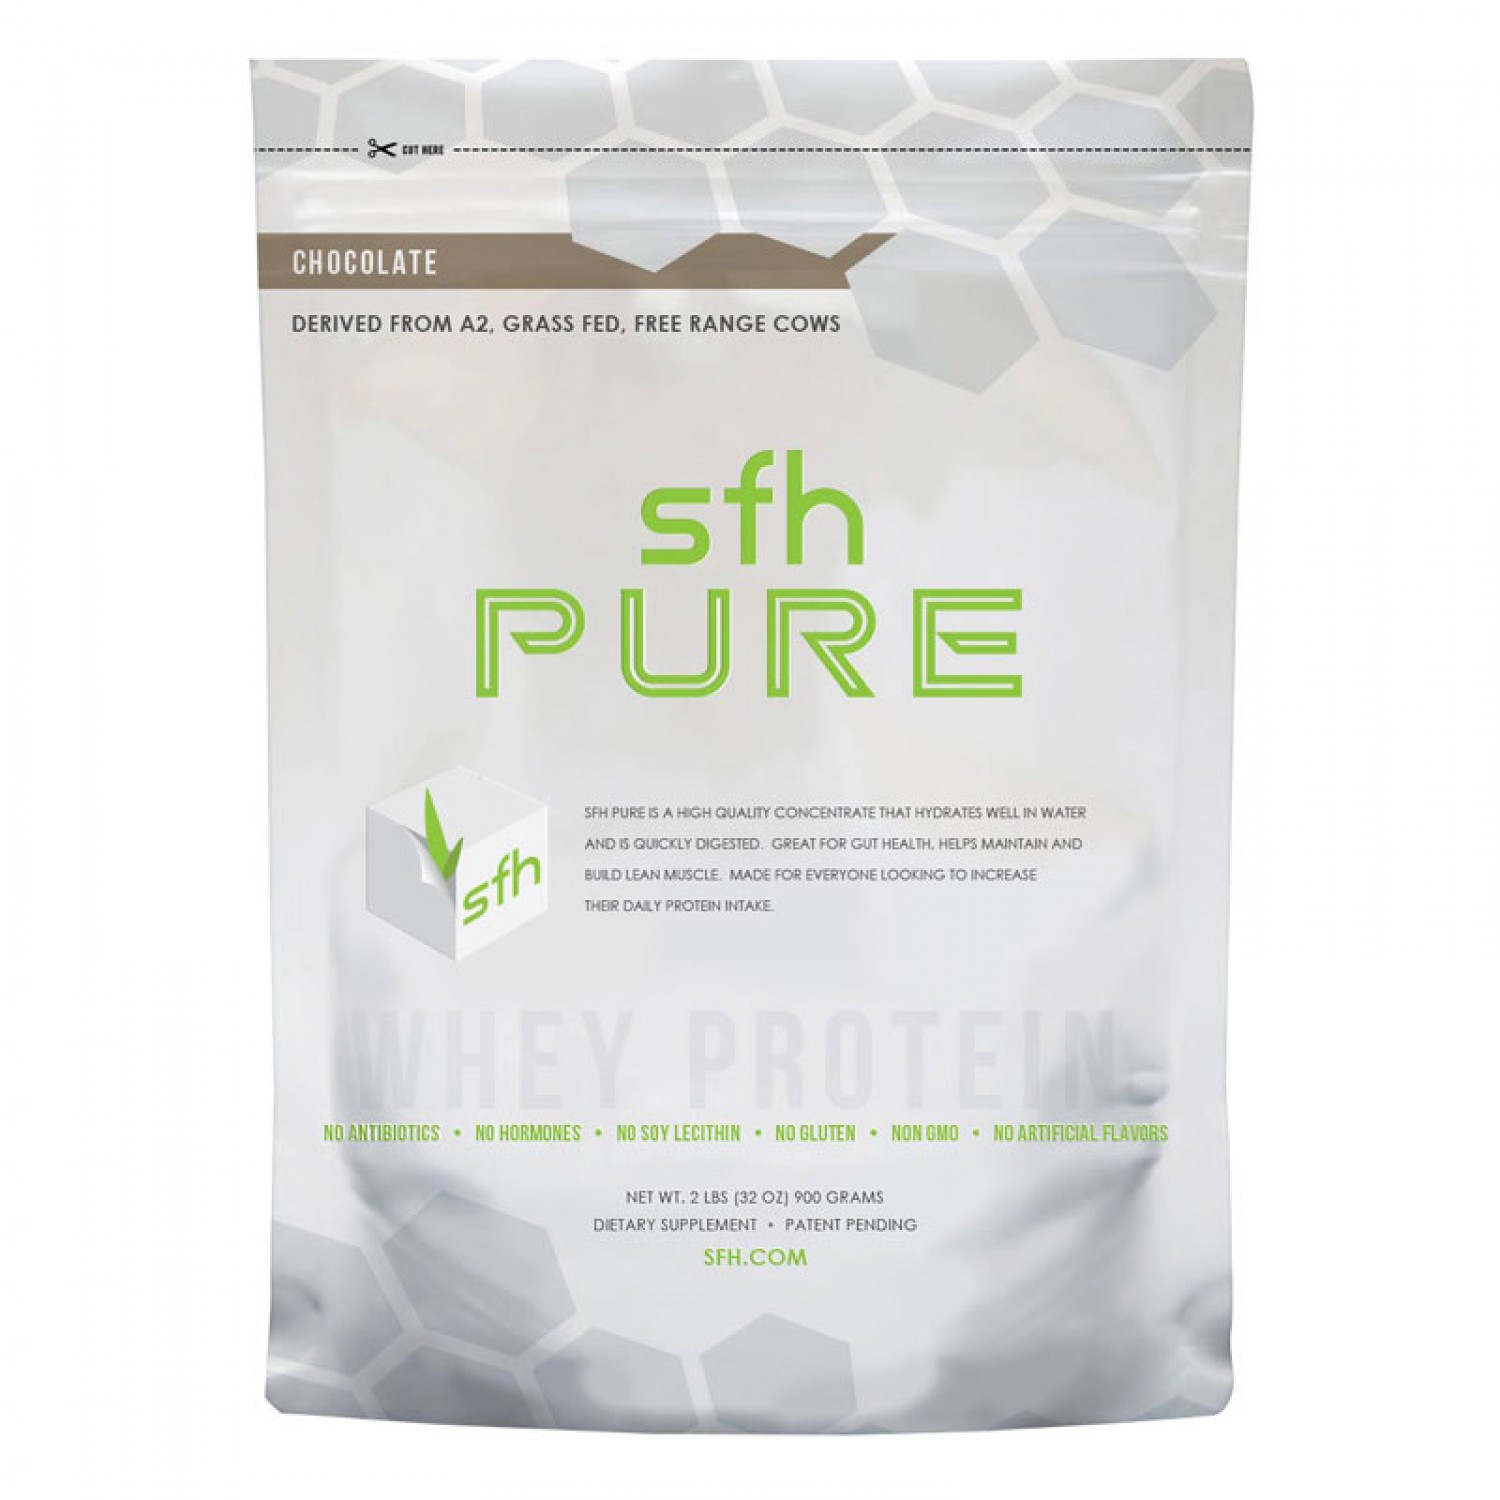 CUT HERE
CHOCOLATE
DERIVED FROM A2, GRASS FED, FREE RANGE COWS
sfh
PURE
sfh
SFH PURE IS A HIGH QUALITY CONCENTRATE THAT HYDRATES WELL IN WATER
AND IS QUICKLY DIGESTED. GREAT FOR GUT HEALTH, HELPS MAINTAIN AND
BUILD LEAN MUSCLE. MADE FOR EVERYONE LOOKING TO INCREASE
THEIR DAILY PROTEIN INTAKE.
WHEY PROTEIN
NO ANTIBIOTICS • NO HORMONES • NO SOY LECITHIN • NO GLUTEN • NON GMO • NO ARTIFICIAL FLAVORS
NET WT. 2 LBS (32 OZ) 900 GRAMS
DIETARY SUPPLEMENT • PATENT PENDING
SFH.COM